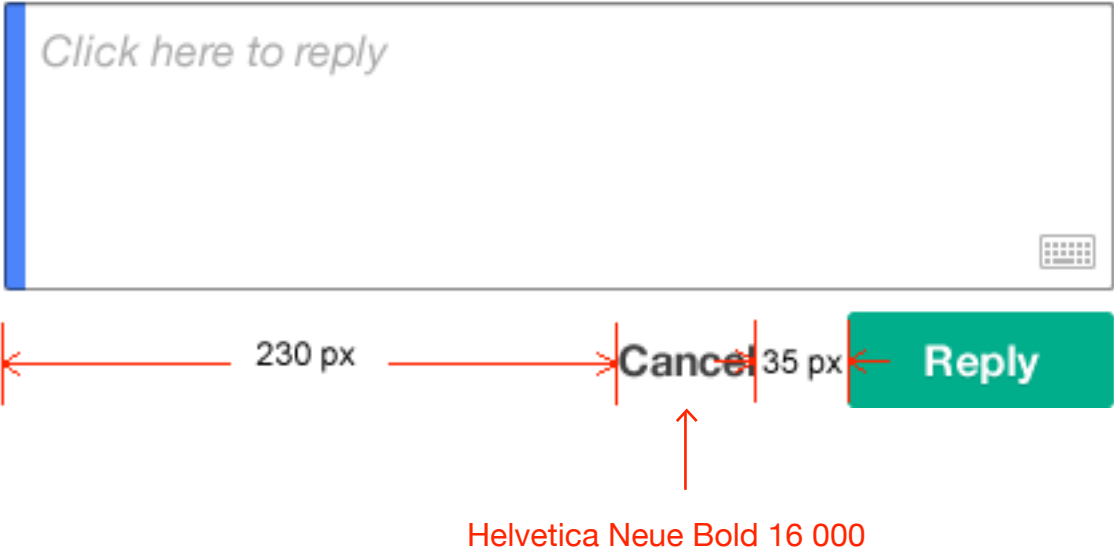 Click here to reply
230 px Cancel 35 px Reply
Helvetica Neue Bold 16 000